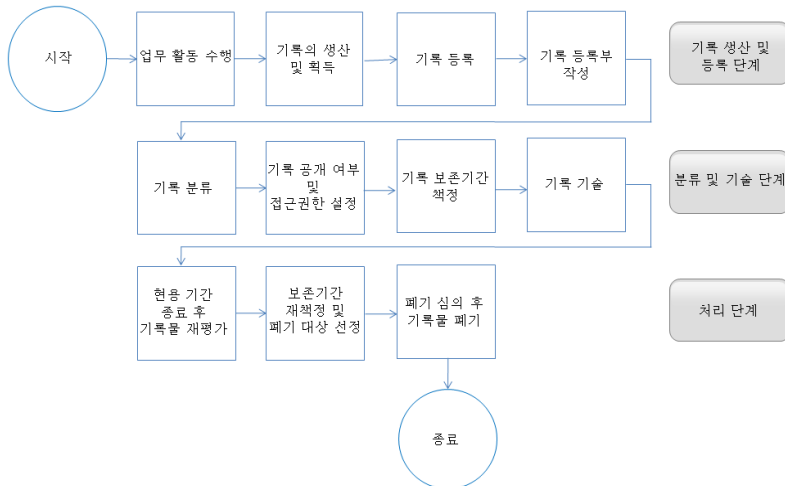 시작
업무 활동 수행
기록의 생산
및 획득
기록 등록
기록 등록부
작성
기록 생산 및
등록 단계
기록 분류
기록 공개 여부
및
접근권한 설정
기록 보존기간
책정
기록 기술
분류 및 기술 단계
현용 기간
종료 후
기록물 재평가
보존기간
재책정 및
폐기 대상 선정
폐기 심의 후
기록물 폐기
처리 단계
종료